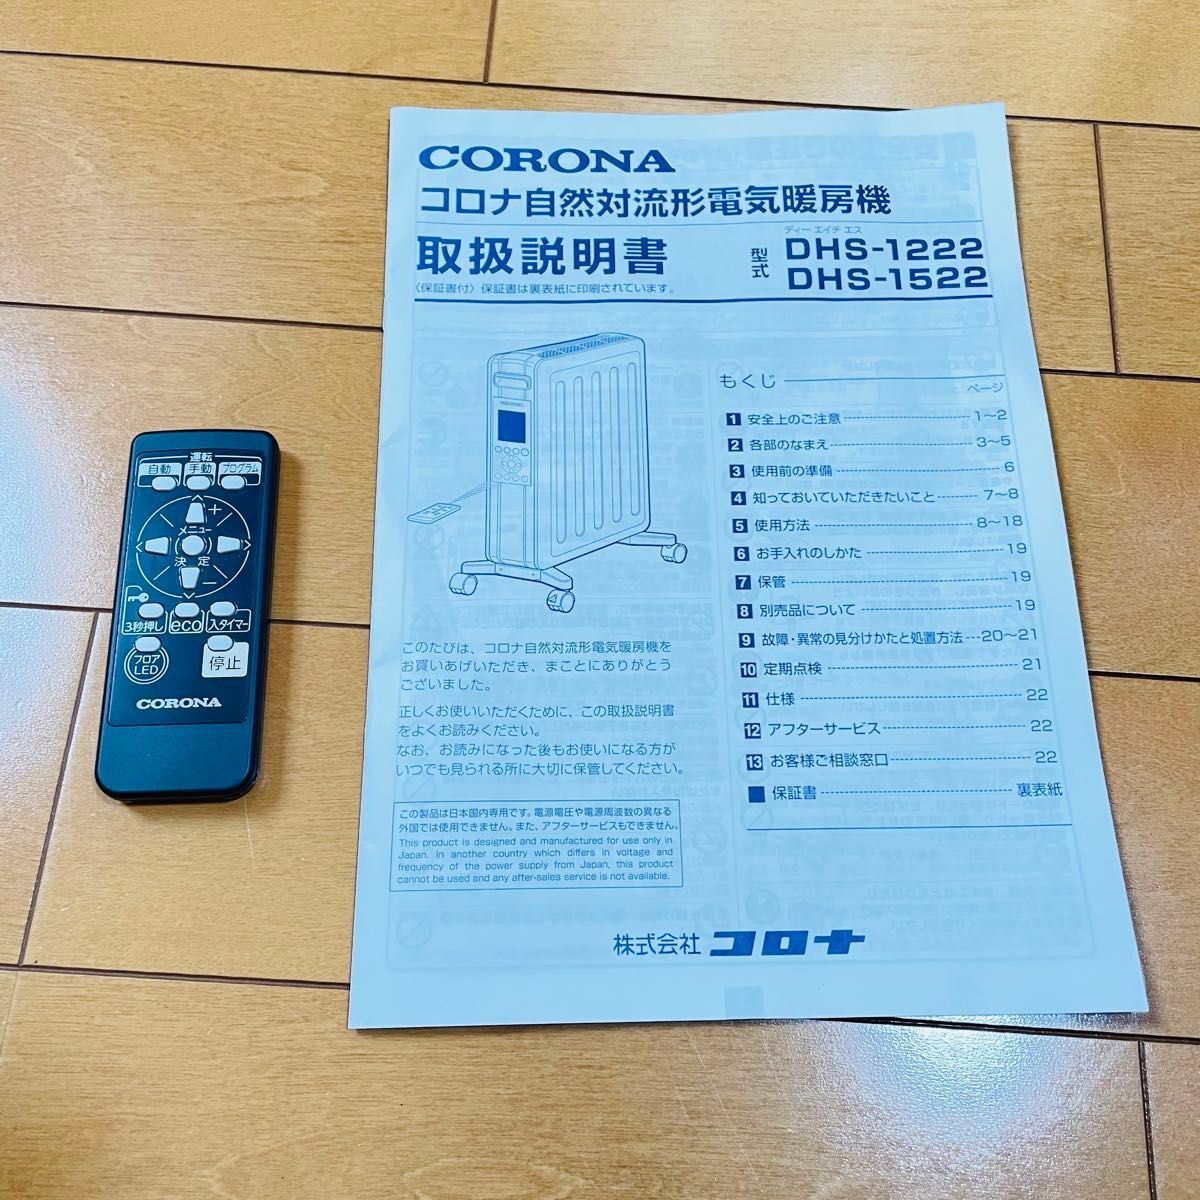 運転
自動 手動 プログラム
＋
メニュー
決定
－
3秒押し eco 入タイマー
フロア
LED
停止
CORONA
CORONA
コロナ自然対流形電気暖房機
取扱説明書
〈保証書付〉保証書は裏表紙に印刷されています。
型式
ディー エイチ エス
DHS-1222
DHS-1522
もくじ
ページ
1 安全上のご注意 1〜2
2 各部のなまえ 3〜5
3 使用前の準備 6
4 知っておいていただきたいこと 7〜8
5 使用方法 8〜18
6 お手入れのしかた 19
7 保管 19
8 別売品について 19
9 故障・異常の見分けかたと処置方法 20〜21
10 定期点検 21
11 仕様 22
12 アフターサービス 22
13 お客様ご相談窓口 22
■ 保証書 裏表紙
このたびは、コロナ自然対流形電気暖房機を
お買いあげいただき、まことにありがとう
ございました。
正しくお使いいただくために、この取扱説明書
をよくお読みください。
なお、お読みになった後もお使いになる方が
いつでも見られる所に大切に保管してください。
この製品は日本国内専用です。電源電圧や電源周波数の異なる
外国では使用できません。また、アフターサービスもできません。
This product is designed and manufactured for use only in
Japan. In another country which differs in voltage and
frequency of the power supply from Japan, this product
cannot be used and any after-sales service is not available.
株式会社 コロナ